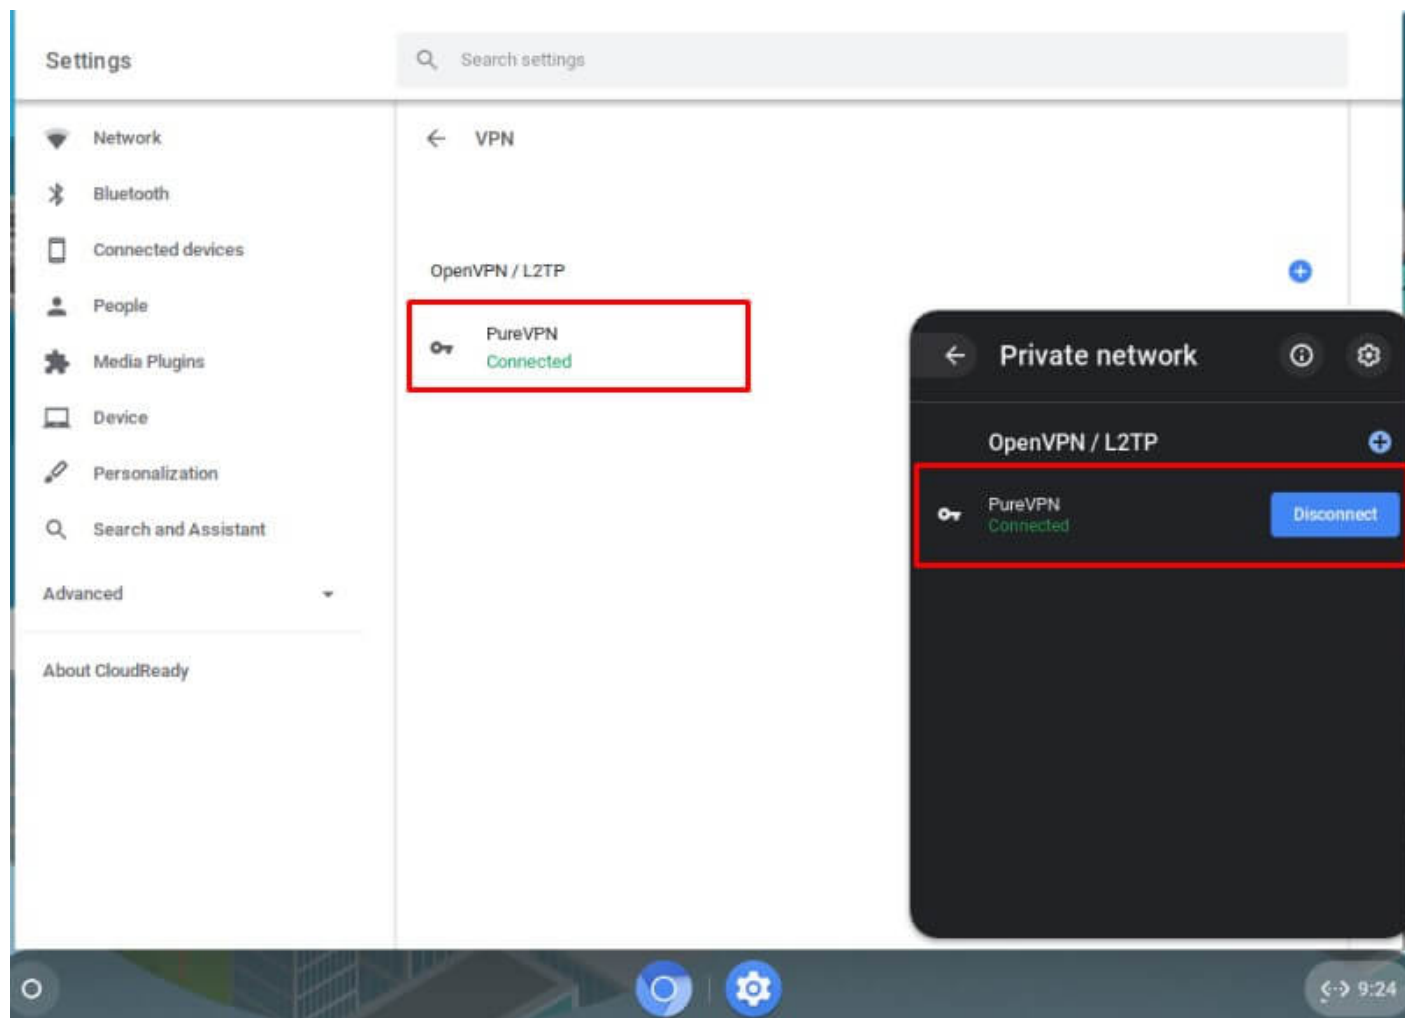 Settings
Search settings
Network
Bluetooth
Connected devices
People
Media Plugins
Device
Personalization
Search and Assistant
Advanced
About CloudReady
VPN
OpenVPN / L2TP
PureVPN
Connected
Private network
OpenVPN / L2TP
PureVPN
Connected
Disconnect
9:24